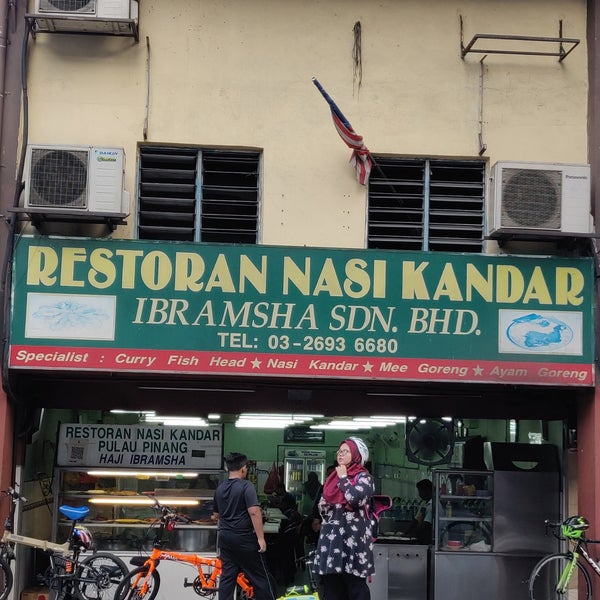 DAIKIN
Panasonic
RESTORAN NASI KANDAR
IBRAMSHA SDN. BHD.
TEL: 03-2693 6680
Specialist : Curry Fish Head ★ Nasi Kandar ★ Mee Goreng ★ Ayam Goreng
RESTORAN NASI KANDAR
PULAU PINANG
HAJI IBRAMSHA